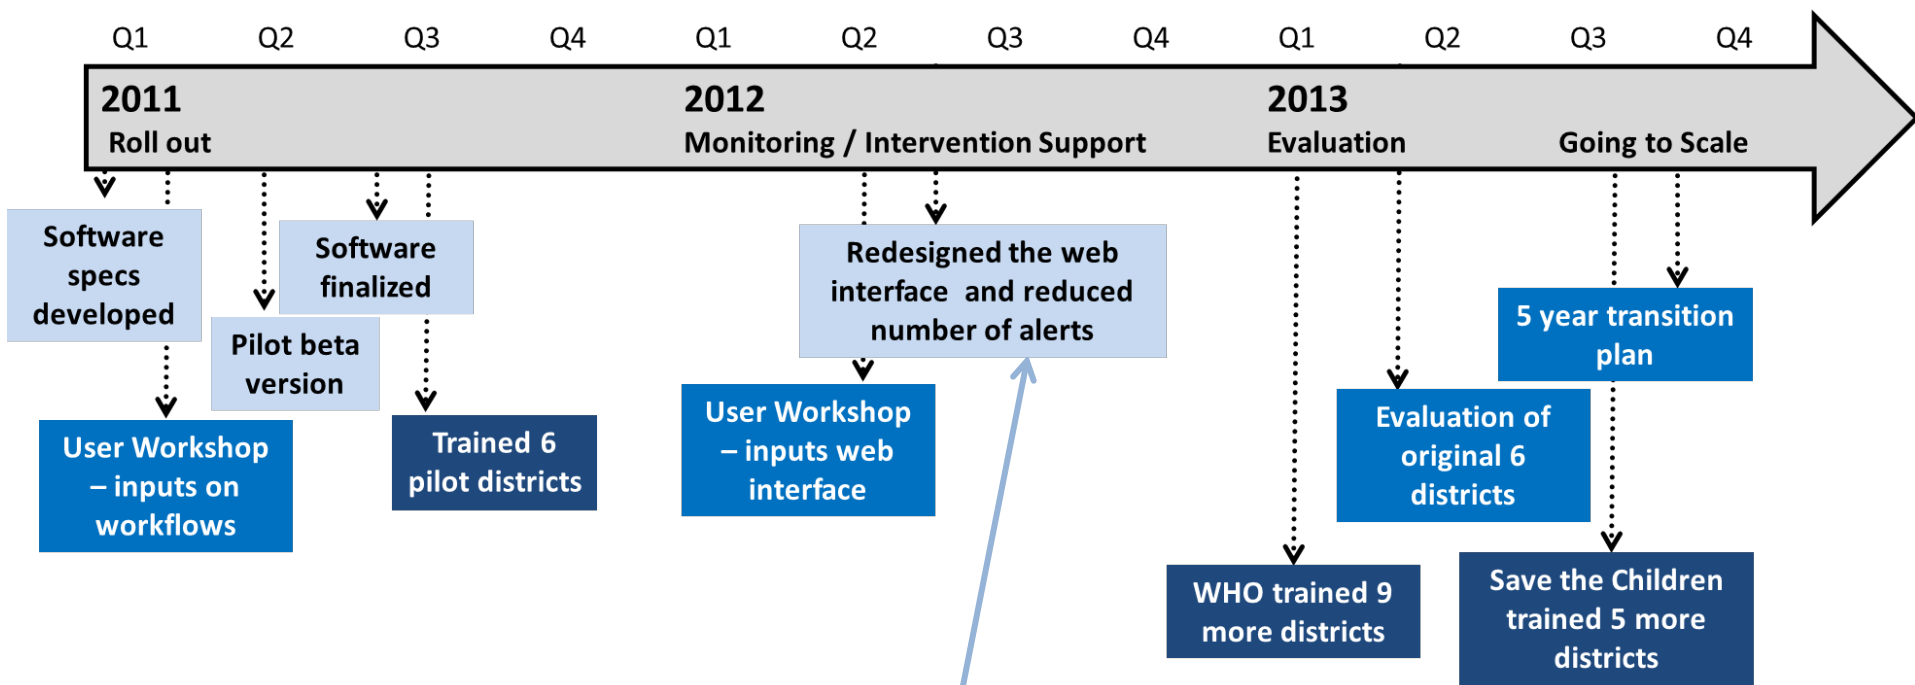 Q1 Q2 Q3 Q4 Q1 Q2 Q3 Q4 Q1 Q2 Q3 Q4
2011 2012 2013
Roll out Monitoring / Intervention Support Evaluation Going to Scale
Software
specs
developed
User Workshop
– inputs on
workflows
Pilot beta
version
Software
finalized
Trained 6
pilot districts
Redesigned the web
interface and reduced
number of alerts
User Workshop
– inputs web
interface
WHO trained 9
more districts
Evaluation of
original 6
districts
5 year transition
plan
Save the Children
trained 5 more
districts